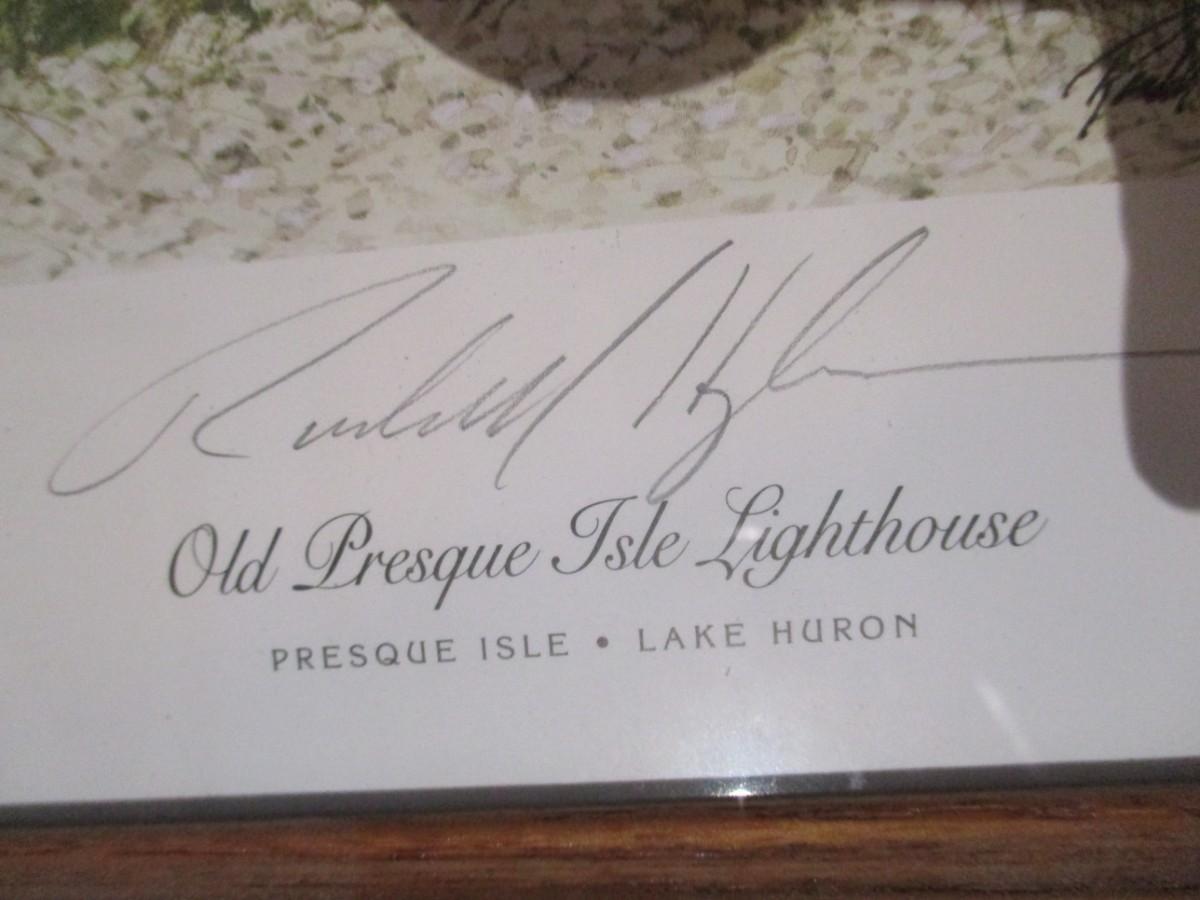 Old Presque Isle Lighthouse
PRESQUE ISLE • LAKE HURON